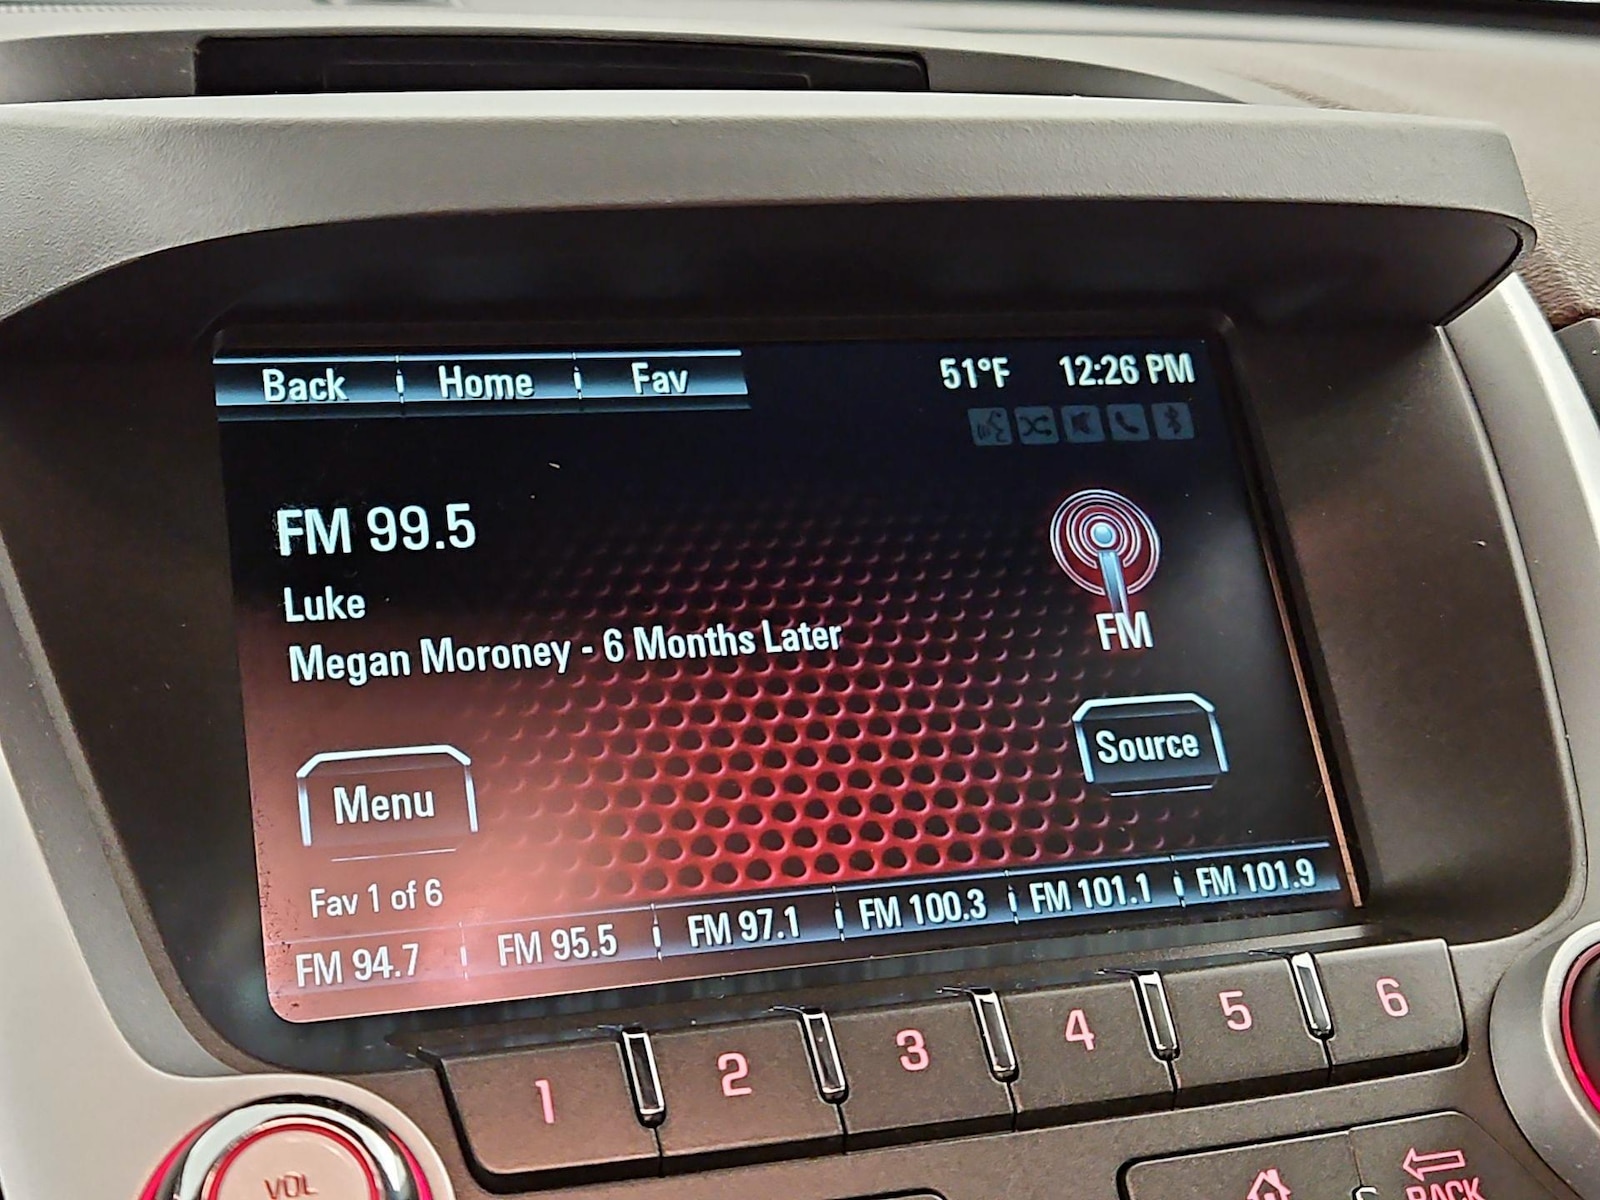 Back Home Fav 51°F 12:26 PM
FM 99.5
Luke
Megan Moroney - 6 Months Later
FM
Source
Menu
Fav 1 of 6
FM 94.7 FM 95.5 FM 97.1 FM 100.3 FM 101.1 FM 101.9
1 2 3 4 5 6
VOL
BACK